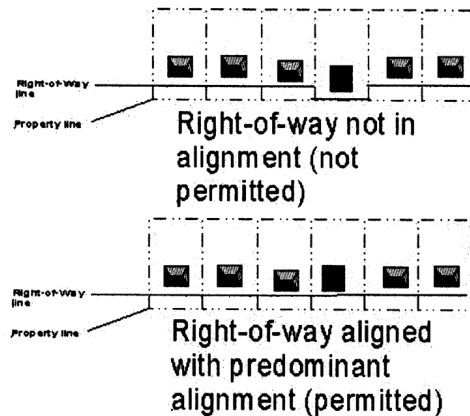 Right-of-Way
line
Property line
Right-of-way not in
alignment (not
permitted)
Right-of-Way
line
Property line
Right-of-way aligned
with predominant
alignment (permitted)